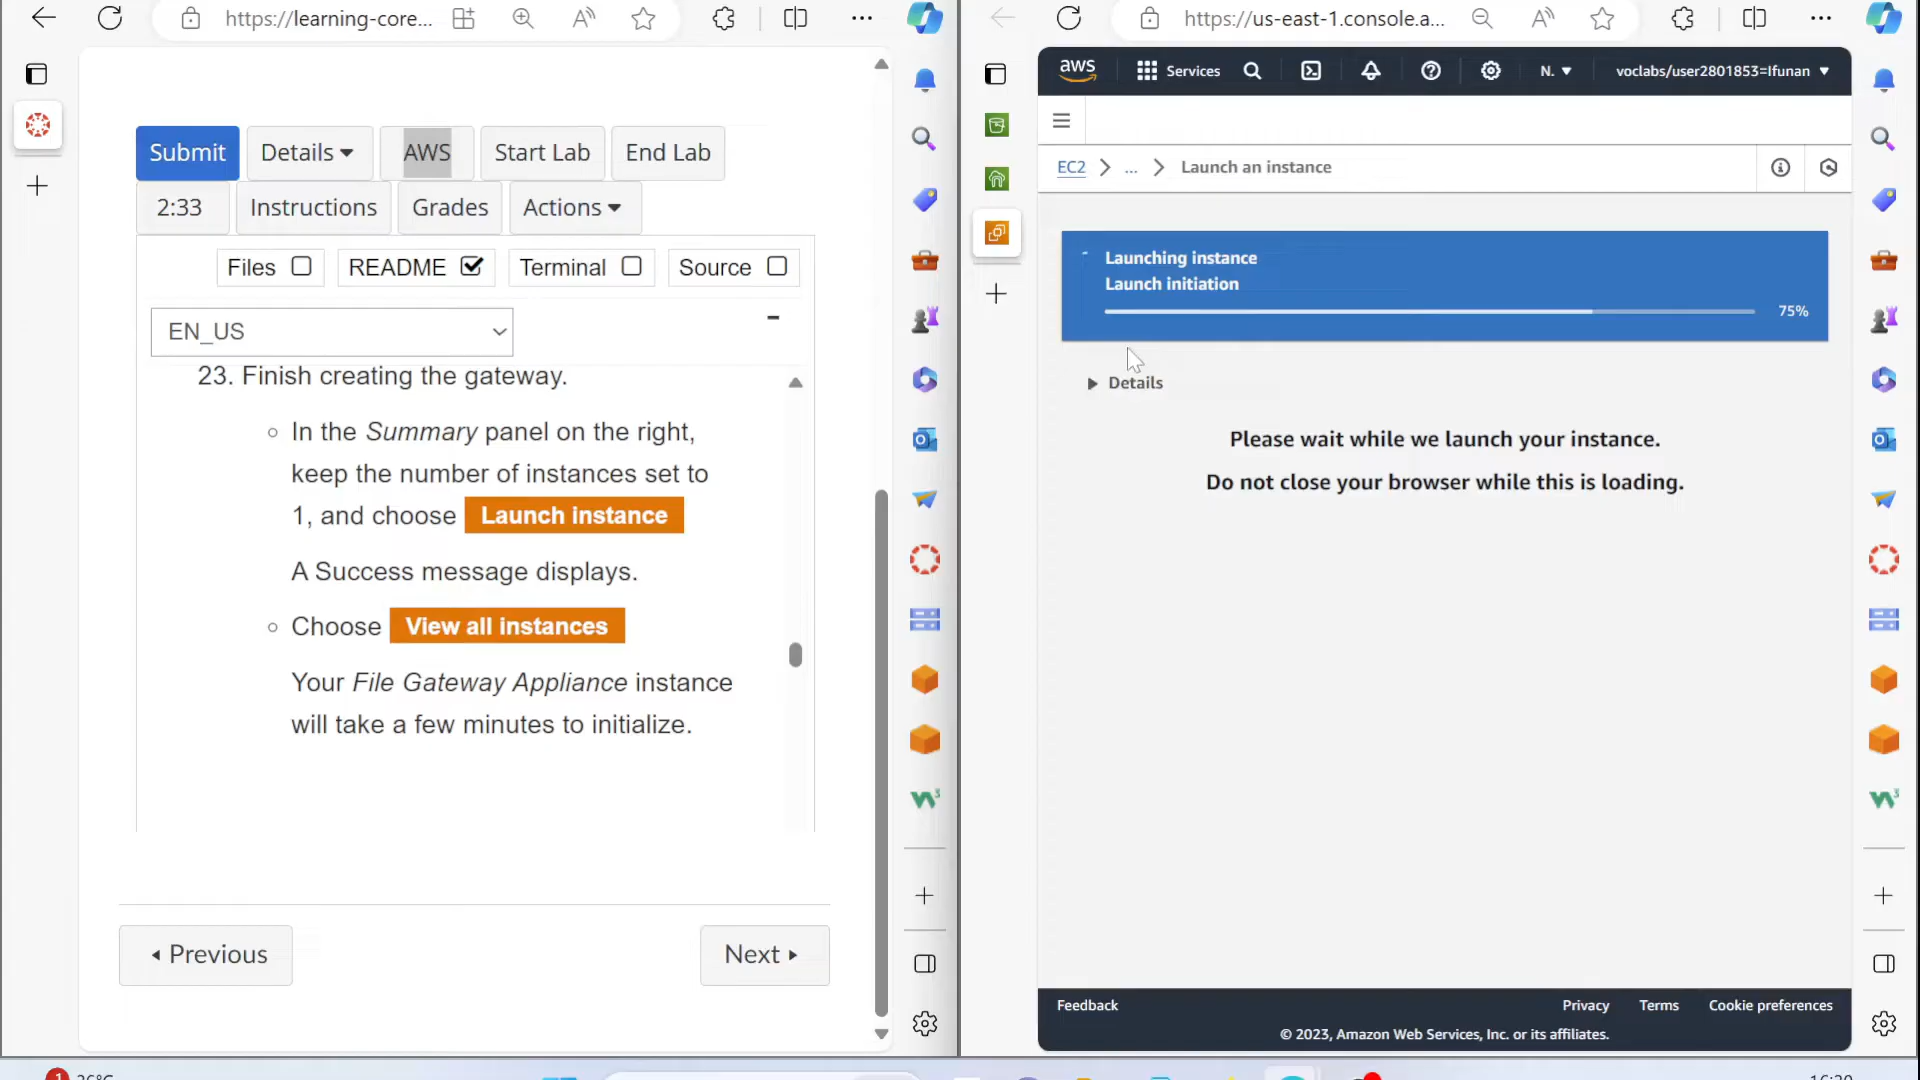 https://learning-core...
Submit
Details
AWS
Start Lab
End Lab
2:33
Instructions
Grades
Actions
Files
README
Terminal
Source
EN_US
23. Finish creating the gateway.
In the Summary panel on the right,
keep the number of instances set to
1, and choose Launch instance
A Success message displays.
Choose View all instances
Your File Gateway Appliance instance
will take a few minutes to initialize.
Previous
Next
https://us-east-1.console.a...
aws
Services
N.
voclabs/user2801853=Ifunan
EC2
...
Launch an instance
Launching instance
Launch initiation
75%
Details
Please wait while we launch your instance.
Do not close your browser while this is loading.
Feedback
Privacy
Terms
Cookie preferences
© 2023, Amazon Web Services, Inc. or its affiliates.